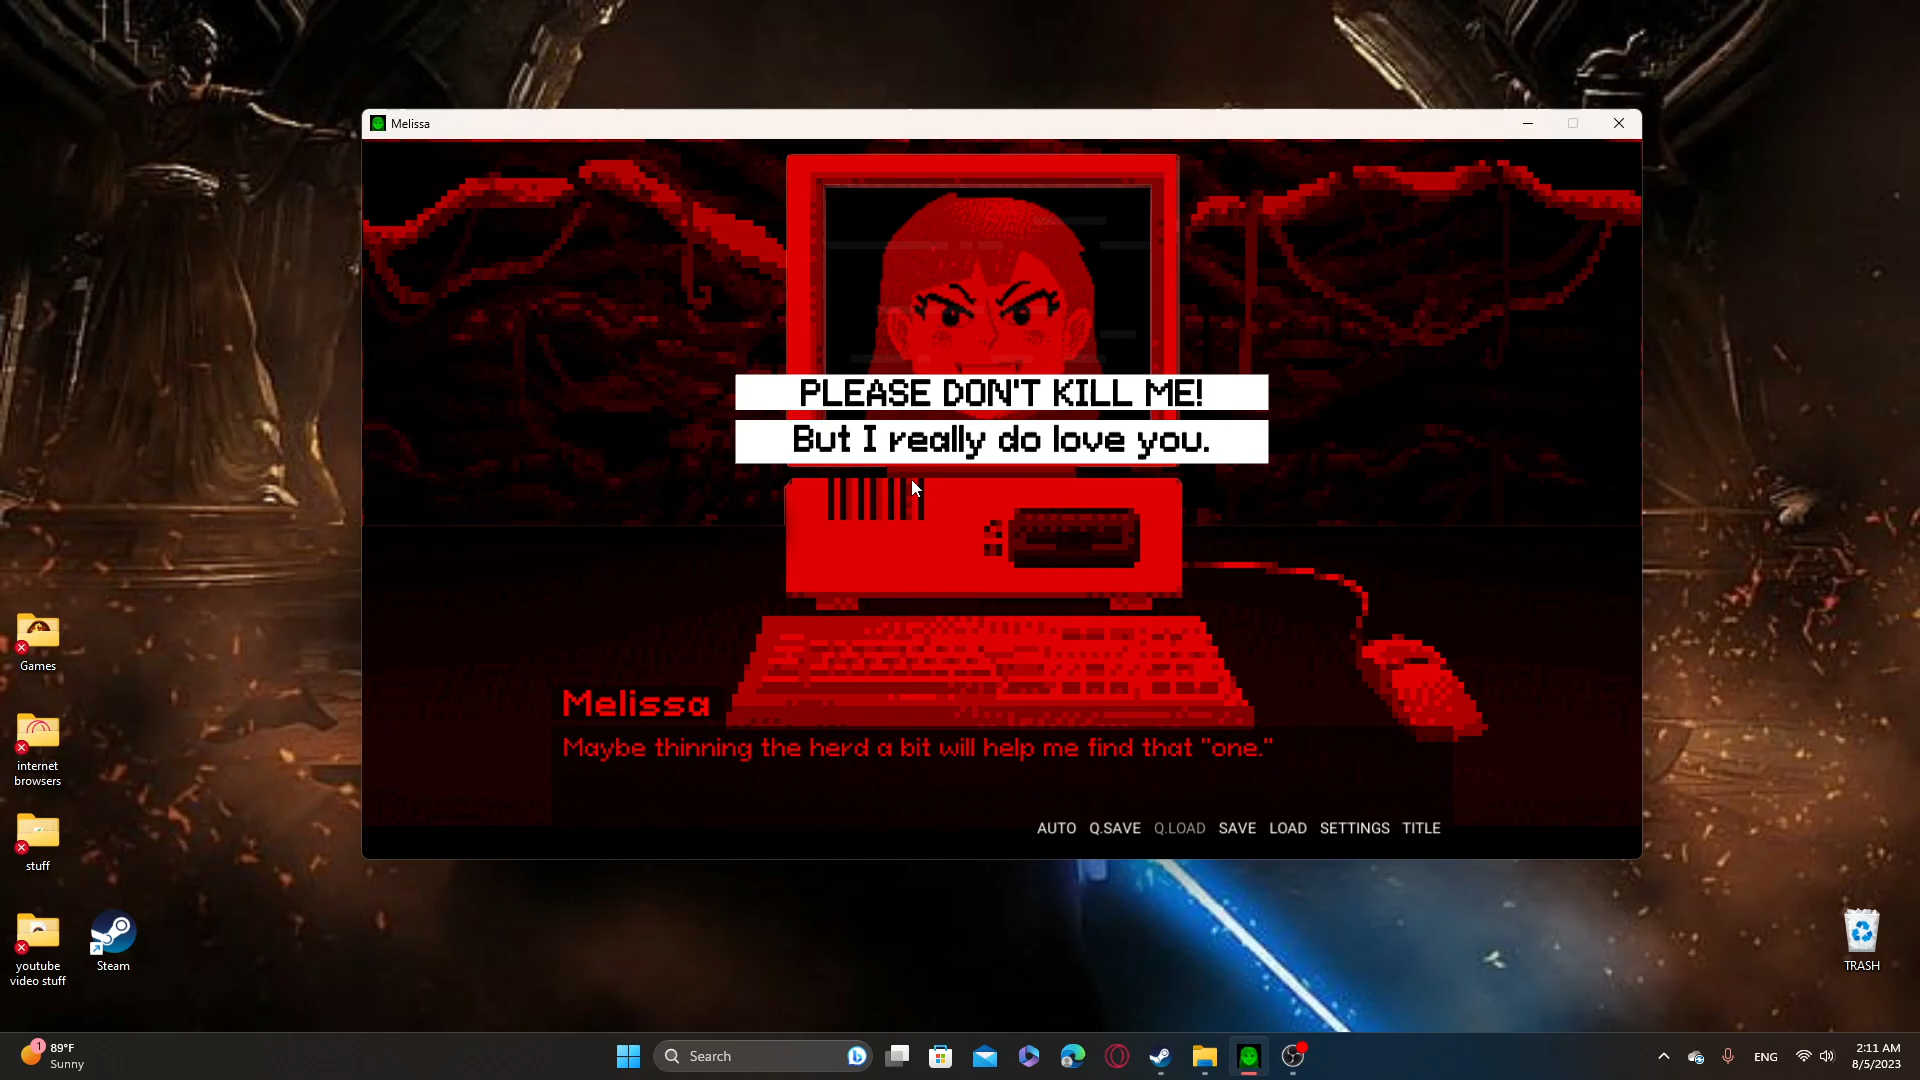 Melissa
PLEASE DON'T KILL ME!
But I really do love you.
Melissa
Maybe thinning the herd a bit will help me find that "one."
AUTO Q.SAVE Q.LOAD SAVE LOAD SETTINGS TITLE
Games
internet
browsers
stuff
youtube
video stuff
Steam
TRASH
1
89°F
Sunny
Search
ENG
2:11 AM
8/5/2023